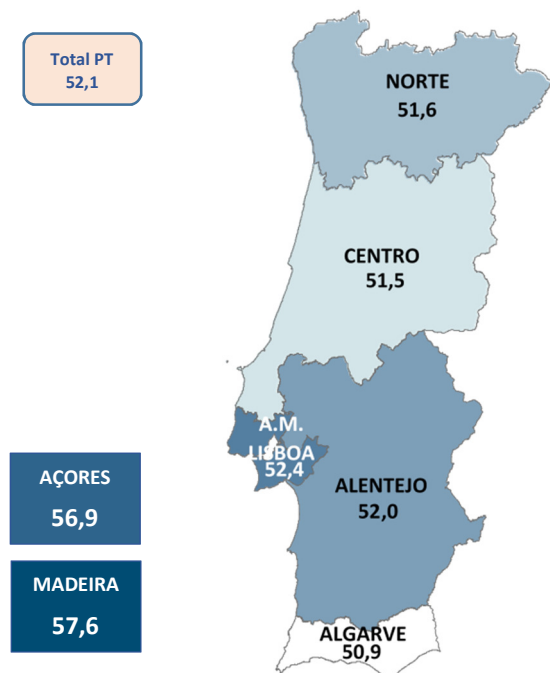 Total PT
52,1
NORTE
51,6
CENTRO
51,5
A.M.
LISBOA
52,4
ALENTEJO
52,0
AÇORES
56,9
MADEIRA
57,6
ALGARVE
50,9